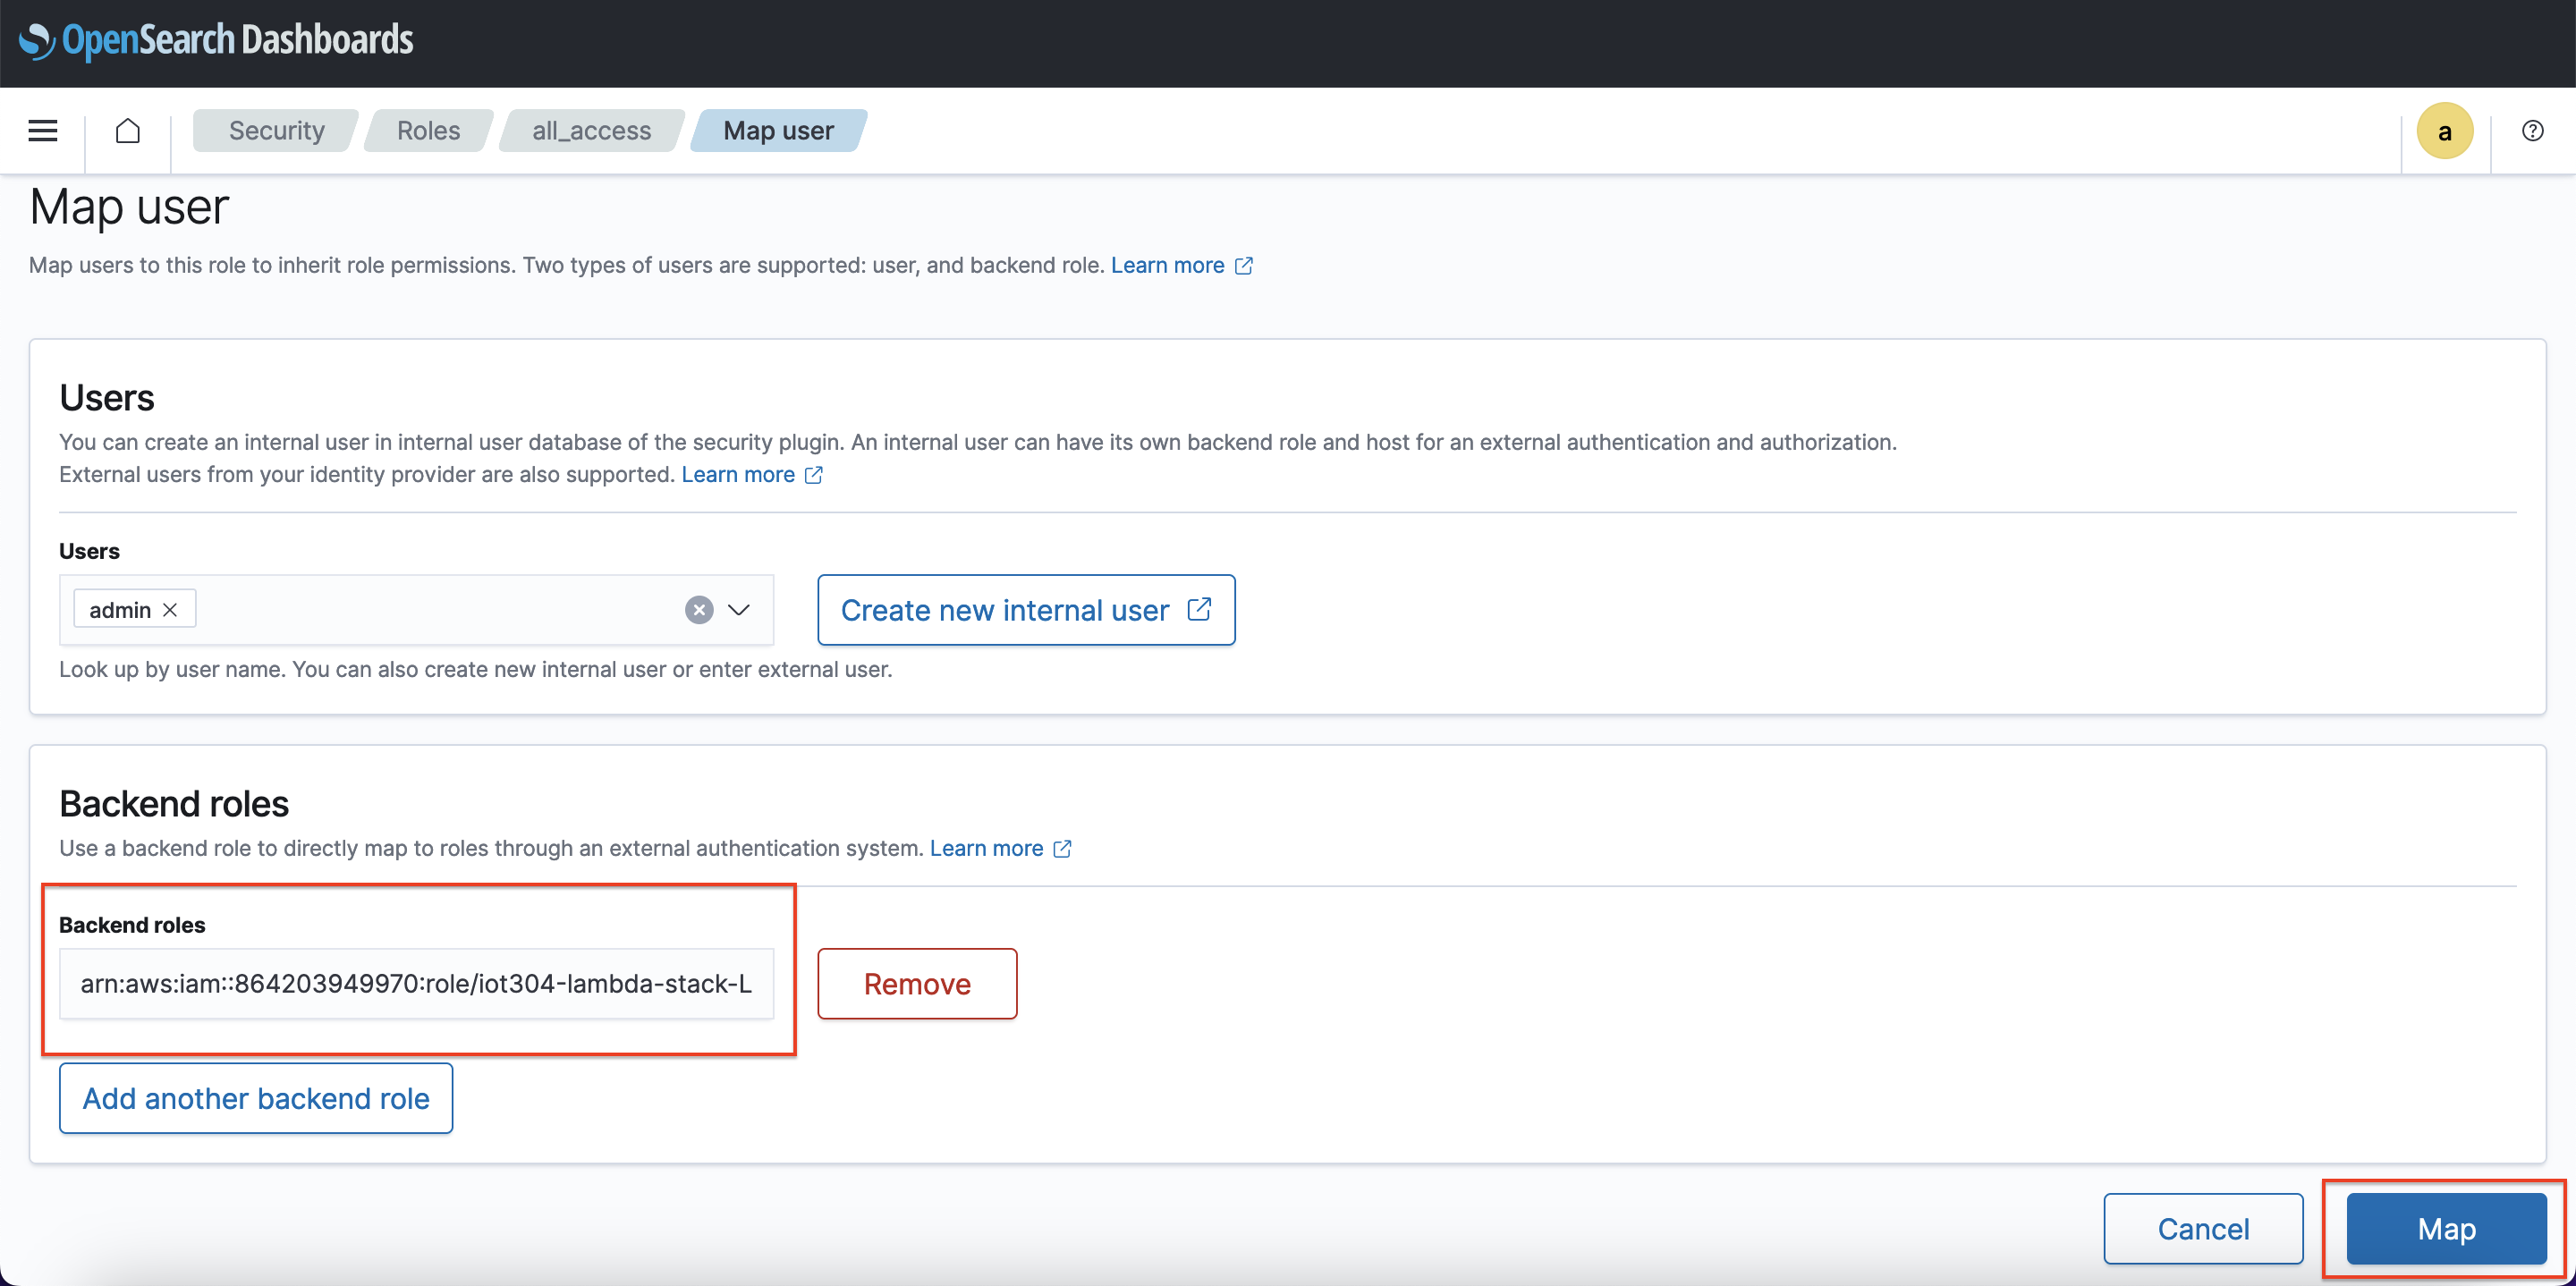 OpenSearch Dashboards
Security Roles all_access Map user a
Map user
Map users to this role to inherit role permissions. Two types of users are supported: user, and backend role. Learn more
Users
You can create an internal user in internal user database of the security plugin. An internal user can have its own backend role and host for an external authentication and authorization.
External users from your identity provider are also supported. Learn more
Users
admin Create new internal user
Look up by user name. You can also create new internal user or enter external user.
Backend roles
Use a backend role to directly map to roles through an external authentication system. Learn more
Backend roles
arn:aws:iam::864203949970:role/iot304-lambda-stack-L Remove
Add another backend role
Cancel Map